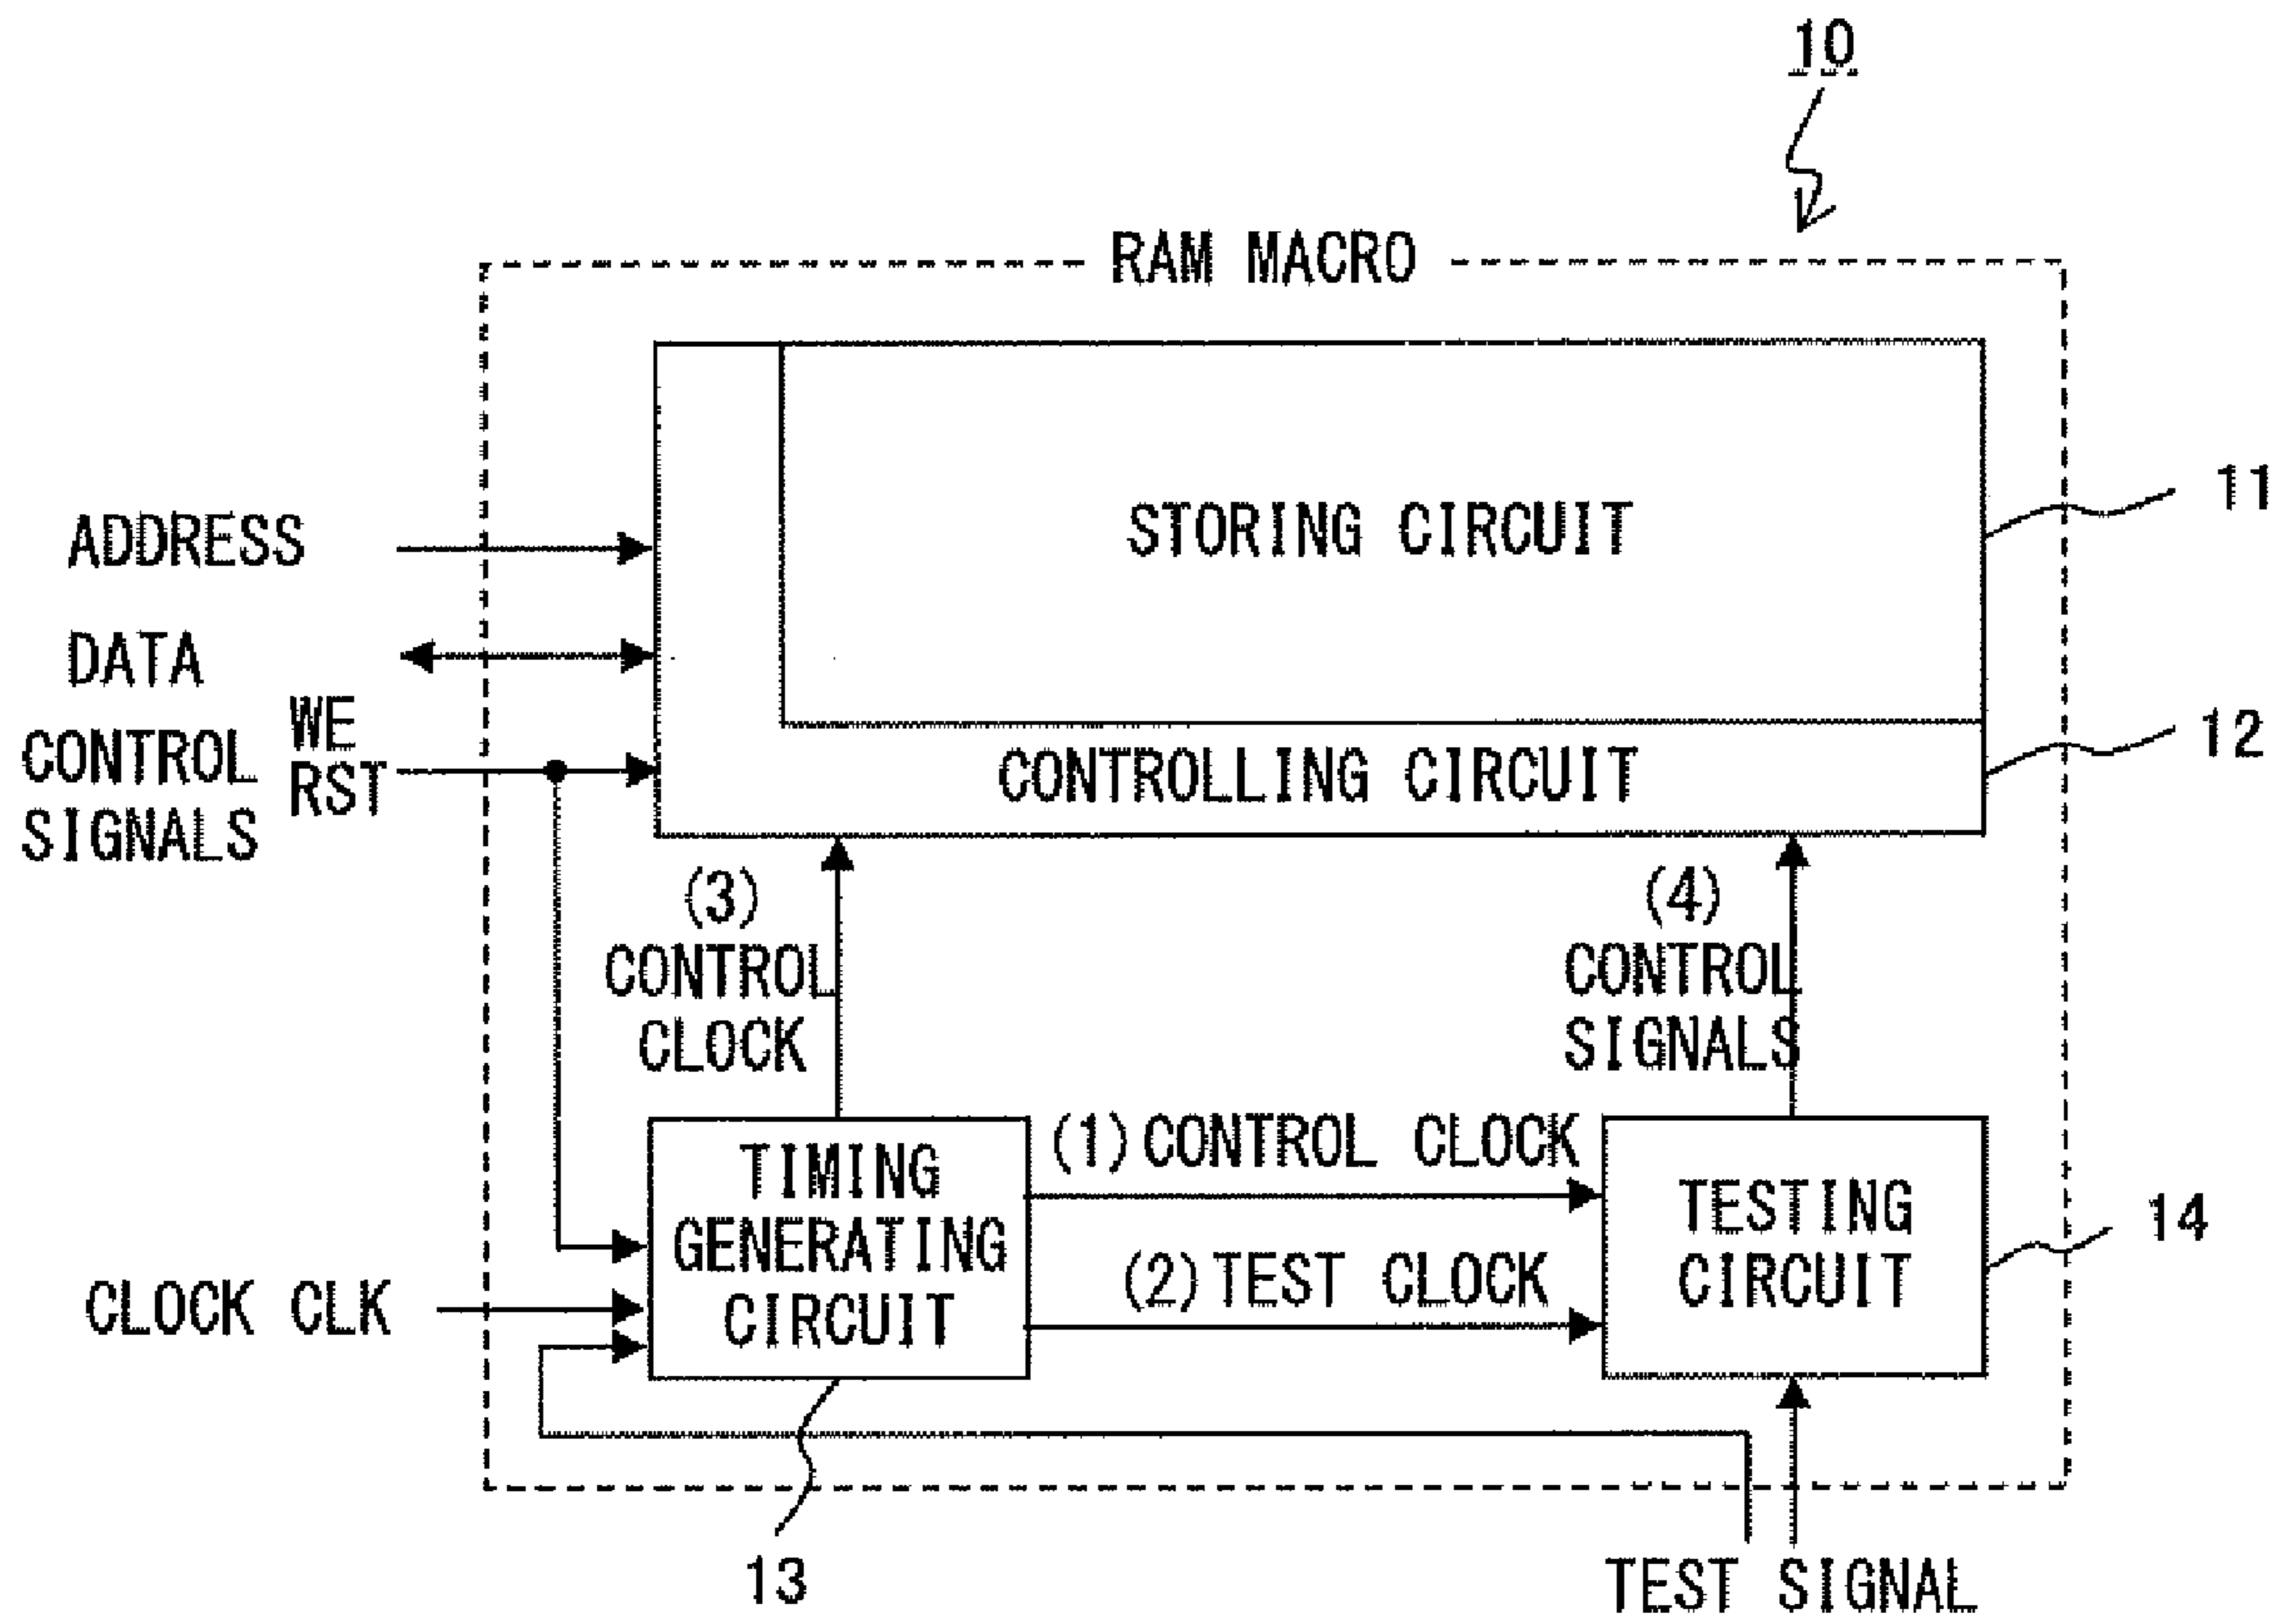 10
RAM MACRO
STORING CIRCUIT
11
ADDRESS
DATA
CONTROL
SIGNALS
WE
RST
CONTROLLING CIRCUIT
12
(3)
CONTROL
CLOCK
(4)
CONTROL
SIGNALS
TIMING
GENERATING
CIRCUIT
(1) CONTROL CLOCK
(2) TEST CLOCK
TESTING
CIRCUIT
14
CLOCK CLK
13
TEST SIGNAL